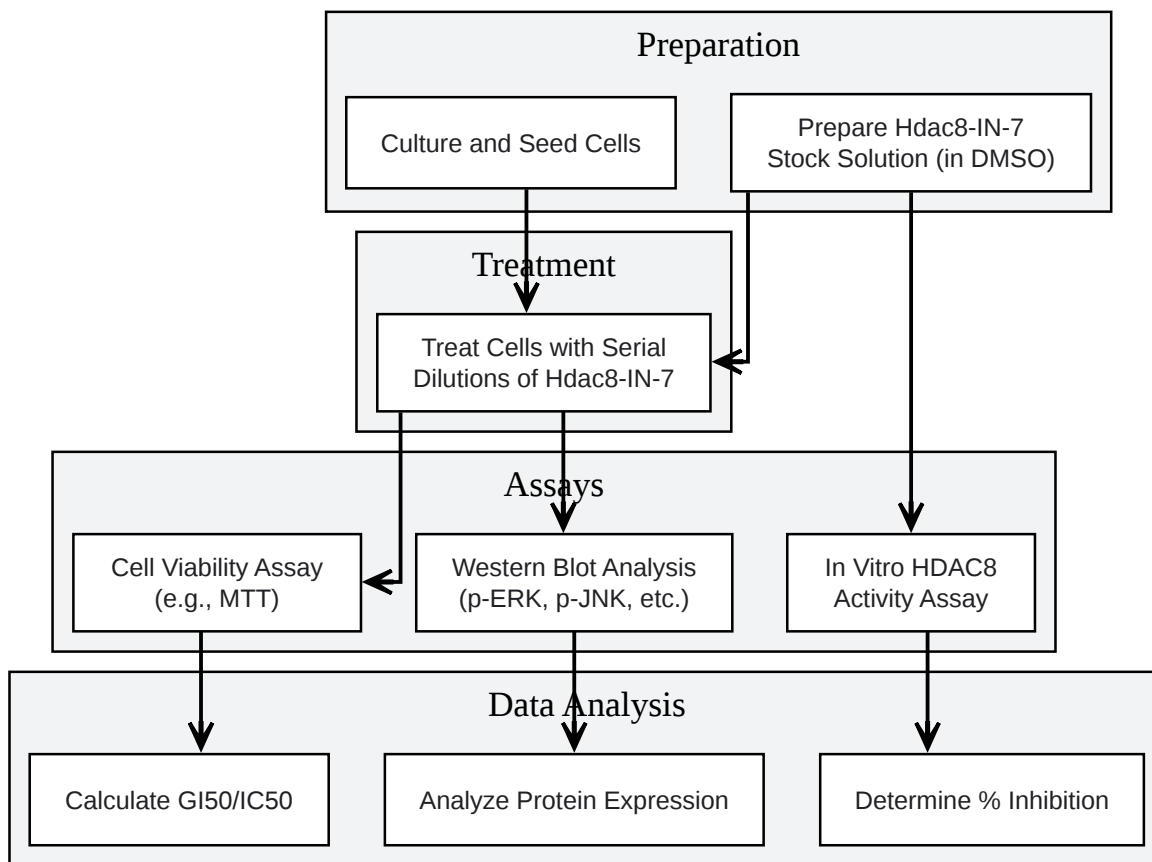 Preparation
Culture and Seed Cells
Prepare Hdac8-IN-7
Stock Solution (in DMSO)
Treatment
Treat Cells with Serial
Dilutions of Hdac8-IN-7
Assays
Cell Viability Assay
(e.g., MTT)
Western Blot Analysis
(p-ERK, p-JNK, etc.)
In Vitro HDAC8
Activity Assay
Data Analysis
Calculate GI50/IC50
Analyze Protein Expression
Determine % Inhibition